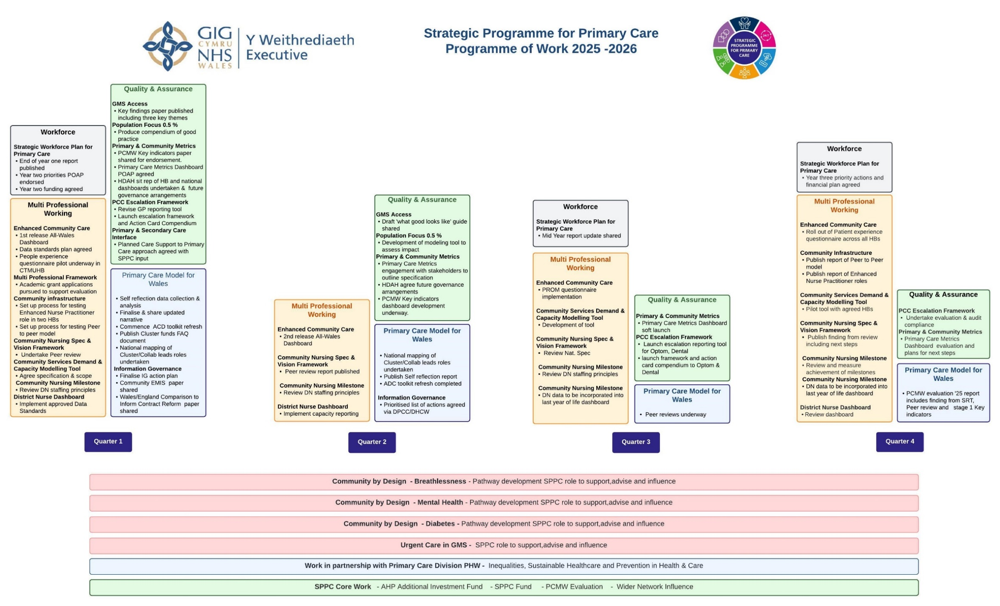 GIG
CYMRU
NHS
WALES
Y Weithrediaeth
Executive
Strategic Programme for Primary Care
Programme of Work 2025 -2026
STRATEGIC
PROGRAMME
FOR PRIMARY
CARE
24/7
Workforce
Strategic Workforce Plan for
Primary Care
• End of year one report
published
• Year two priorities POAP
endorsed
• Year two funding agreed
Multi Professional
Working
Enhanced Community Care
• 1st release All-Wales
Dashboard
• Data standards plan agreed
• People experience
questionnaire pilot underway in
CTMUHB
Multi Professional Framework
• Academic grant applications
pursued to support evaluation
Community infrastructure
• Set up process for testing
Enhanced Nurse Practitioner
role in two HBs
• Set up process for testing Peer
to peer model
Community Nursing Spec &
Vision Framework
• Undertake Peer review
Community Services Demand &
Capacity Modelling Tool
• Agree specification & scope
Community Nursing Milestone
• Review DN staffing principles
District Nurse Dashboard
• Implement approved Data
Standards
Quality & Assurance
GMS Access
• Key findings paper published
including three key themes
Population Focus 0.5 %
• Produce compendium of good
practice
Primary & Community Metrics
• PCMW Key indicators paper
shared for endorsement.
• Primary Care Metrics Dashboard
POAP agreed
• HDAH sit rep of HB and national
dashboards undertaken & future
governance arrangements
PCC Escalation Framework
• Revise GP reporting tool
• Launch escalation framework
and Action Card Compendium
Primary & Secondary Care
Interface
• Planned Care Support to Primary
Care approach agreed with
SPPC input
Primary Care Model for
Wales
• Self reflection data collection &
analysis
• Finalise & share updated
narrative
• Commence ACD toolkit refresh
• Publish Cluster funds FAQ
document
• National mapping of
Cluster/Collab leads roles
undertaken
Information Governance
• Finalise IG action plan
• Community EMIS paper
shared
• Wales/England Comparison to
Inform Contract Reform paper
shared
Quarter 1
Multi Professional
Working
Enhanced Community Care
• 2nd release All-Wales
Dashboard
Community Nursing Spec &
Vision Framework
• Peer review report published
Community Nursing Milestone
• Review DN staffing principles
District Nurse Dashboard
• Implement capacity reporting
Quality & Assurance
GMS Access
• Draft 'what good looks like' guide
shared
Population Focus 0.5 %
• Development of modeling tool to
assess impact
Primary & Community Metrics
• Primary Care Metrics
engagement with stakeholders to
outline specification
• HDAH agree future governance
arrangements
• PCMW Key indicators
dashboard development
underway.
Primary Care Model for
Wales
• National mapping of
Cluster/Collab leads roles
undertaken
• Publish Self reflection report
• ADC toolkit refresh completed
Information Governance
• Prioritised list of actions agreed
via DPCC/DHCW
Quarter 2
Workforce
Strategic Workforce Plan for
Primary Care
• Mid Year report update shared
Multi Professional
Working
Enhanced Community Care
• PROM questionnaire
implementation
Community Services Demand &
Capacity Modelling Tool
• Development of tool
Community Nursing Spec &
Vision Framework
• Review Nat. Spec
Community Nursing Milestone
• Review DN staffing principles
Community Nursing Milestone
• DN data to be incorporated into
last year of life dashboard
Quality & Assurance
Primary & Community Metrics
• Primary Care Metrics Dashboard
soft launch
PCC Escalation Framework
• Launch escalation reporting tool
for Optom, Dental
• launch framework and action
card compendium to Optom &
Dental
Primary Care Model for
Wales
• Peer reviews underway
Quarter 3
Workforce
Strategic Workforce Plan for
Primary Care
• Year three priority actions and
financial plan agreed
Multi Professional
Working
Enhanced Community Care
• Roll out of Patient experience
questionnaire across all HBs
Community Infrastructure
• Publish report of Peer to Peer
model
• Publish report of Enhanced
Nurse Practitioner roles
Community Services Demand &
Capacity Modelling Tool
• Pilot tool with agreed HBs
Community Nursing Spec &
Vision Framework
• Publish finding from review
including next steps
Community Nursing Milestone
• Review and measure
achievement of milestones
Community Nursing Milestone
• DN data to be incorporated into
last year of life dashboard
District Nurse Dashboard
• Review dashboard
Quality & Assurance
PCC Escalation Framework
• Undertake evaluation & audit
compliance
Primary & Community Metrics
• Primary Care Metrics
Dashboard evaluation and
plans for next steps
Primary Care Model for
Wales
• PCMW evaluation '25 report
includes finding from SRT,
Peer review and stage 1 Key
indicators
Quarter 4
Community by Design - Breathlessness - Pathway development SPPC role to support,advise and influence
Community by Design - Mental Health - Pathway development SPPC role to support,advise and influence
Community by Design - Diabetes - Pathway development SPPC role to support,advise and influence
Urgent Care in GMS - SPPC role to support,advise and influence
Work in partnership with Primary Care Division PHW - Inequalities, Sustainable Healthcare and Prevention in Health & Care
SPPC Core Work - AHP Additional Investment Fund - SPPC Fund - PCMW Evaluation - Wider Network Influence